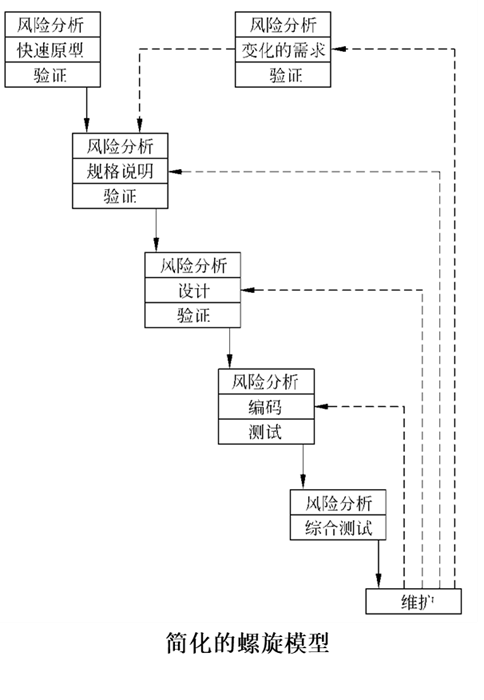 风险分析
快速原型
验证
风险分析
变化的需求
验证
风险分析
规格说明
验证
风险分析
设计
验证
风险分析
编码
测试
风险分析
综合测试
维护
简化的螺旋模型